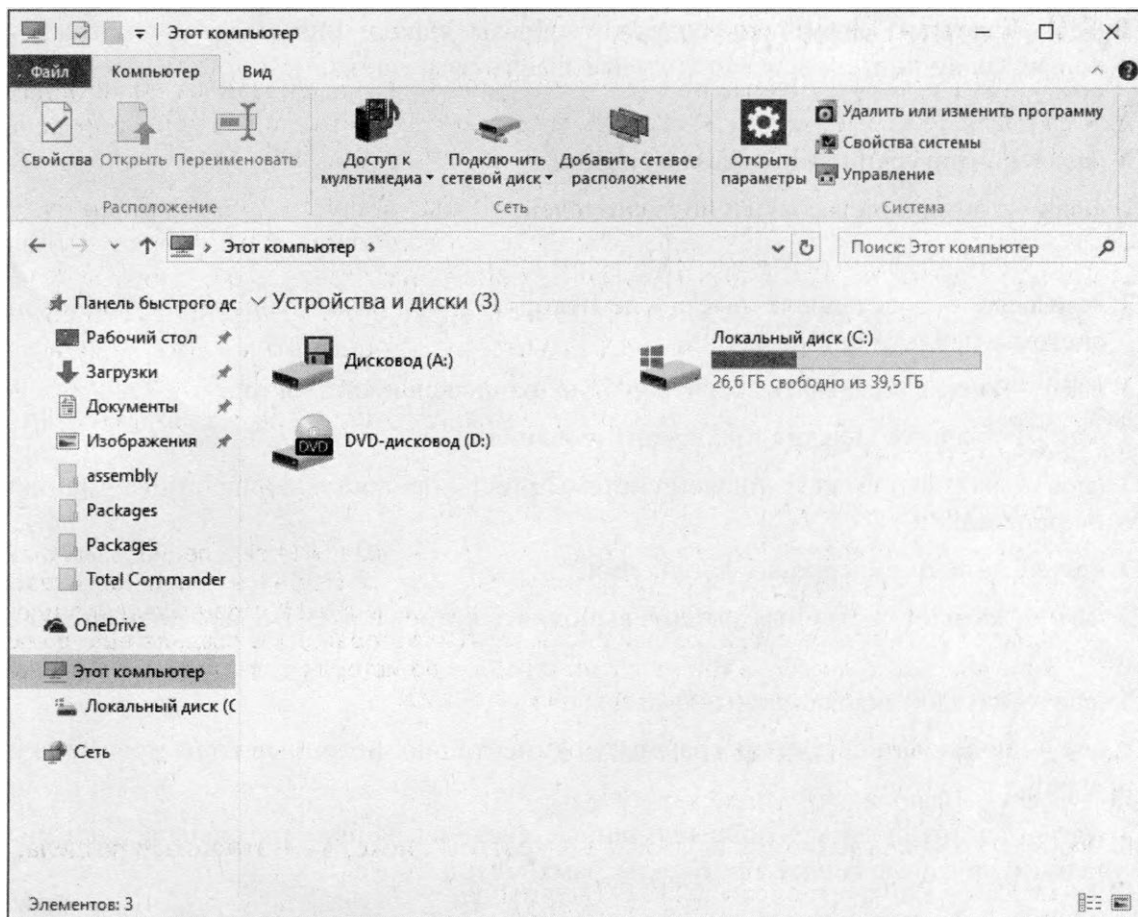 Этот компьютер
Файл Компьютер Вид
Удалить или изменить программу
Свойства системы
Управление
Свойства Открыть Переименовать
Доступ к мультимедиа
Подключить сетевой диск
Добавить сетевое расположение
Открыть параметры
Расположение Сеть Система
Этот компьютер
Поиск: Этот компьютер
Панель быстрого дс
Рабочий стол
Загрузки
Документы
Изображения
assembly
Packages
Packages
Total Commander
OneDrive
Этот компьютер
Локальный диск (C
Сеть
Устройства и диски (3)
Дисковод (A:)
Локальный диск (C:)
26,6 ГБ свободно из 39,5 ГБ
DVD
DVD-дисковод (D:)
Элементов: 3